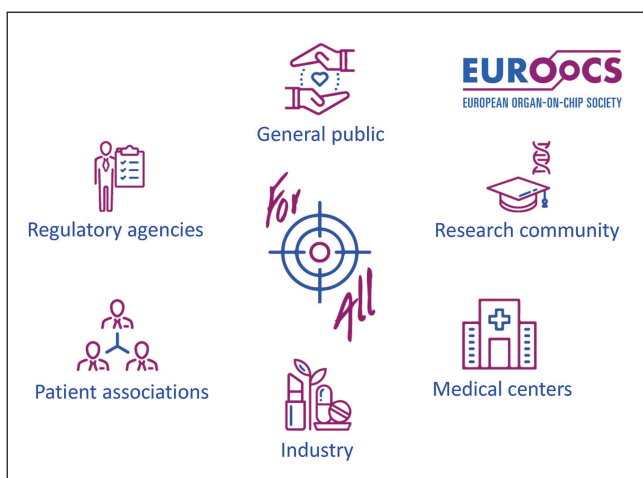 EUROoCS
EUROPEAN ORGAN-ON-CHIP SOCIETY
General public
Regulatory agencies
For
Research community
All
Patient associations
Medical centers
Industry